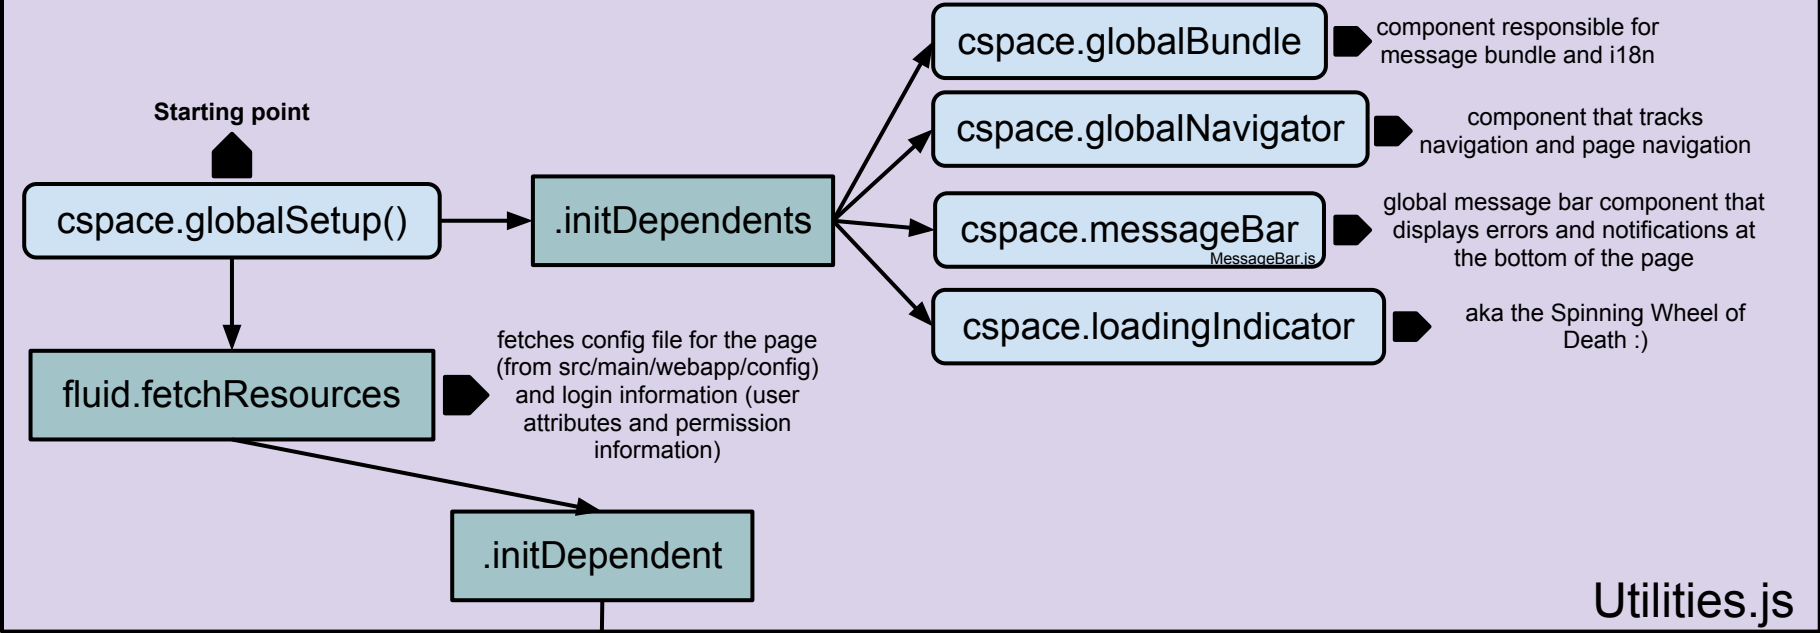 Starting point
cspace.globalSetup()
.initDependents
cspace.globalBundle
component responsible for
message bundle and i18n
cspace.globalNavigator
component that tracks
navigation and page navigation
cspace.messageBar
MessageBar.js
global message bar component that
displays errors and notifications at
the bottom of the page
cspace.loadingIndicator
aka the Spinning Wheel of
Death :)
fluid.fetchResources
fetches config file for the page
(from src/main/webapp/config)
and login information (user
attributes and permission
information)
.initDependent
Utilities.js